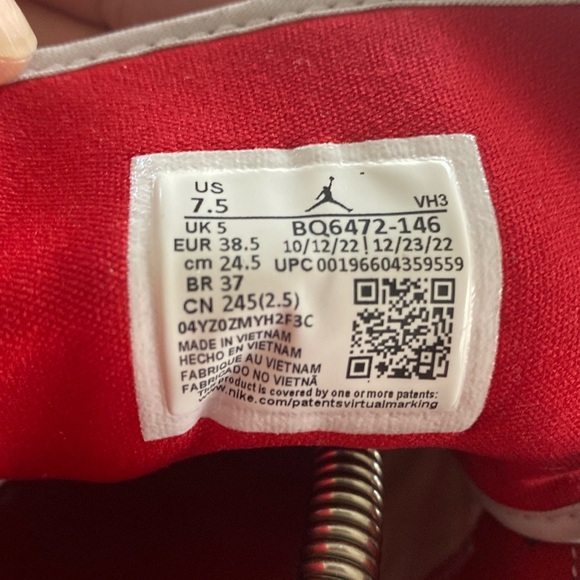 US
7.5 VH3
UK 5 BQ6472-146
EUR 38.5 10/12/22 | 12/23/22
cm 24.5 UPC 00196604359559
BR 37
CN 245(2.5)
04YZ0ZMYH2F3C
MADE IN VIETNAM
HECHO EN VIETNAM
FABRIQUE AU VIETNAM
FABRICADO NO VIETNÃ
This product is covered by one or more patents:
www.nike.com/patentsvirtualmarking